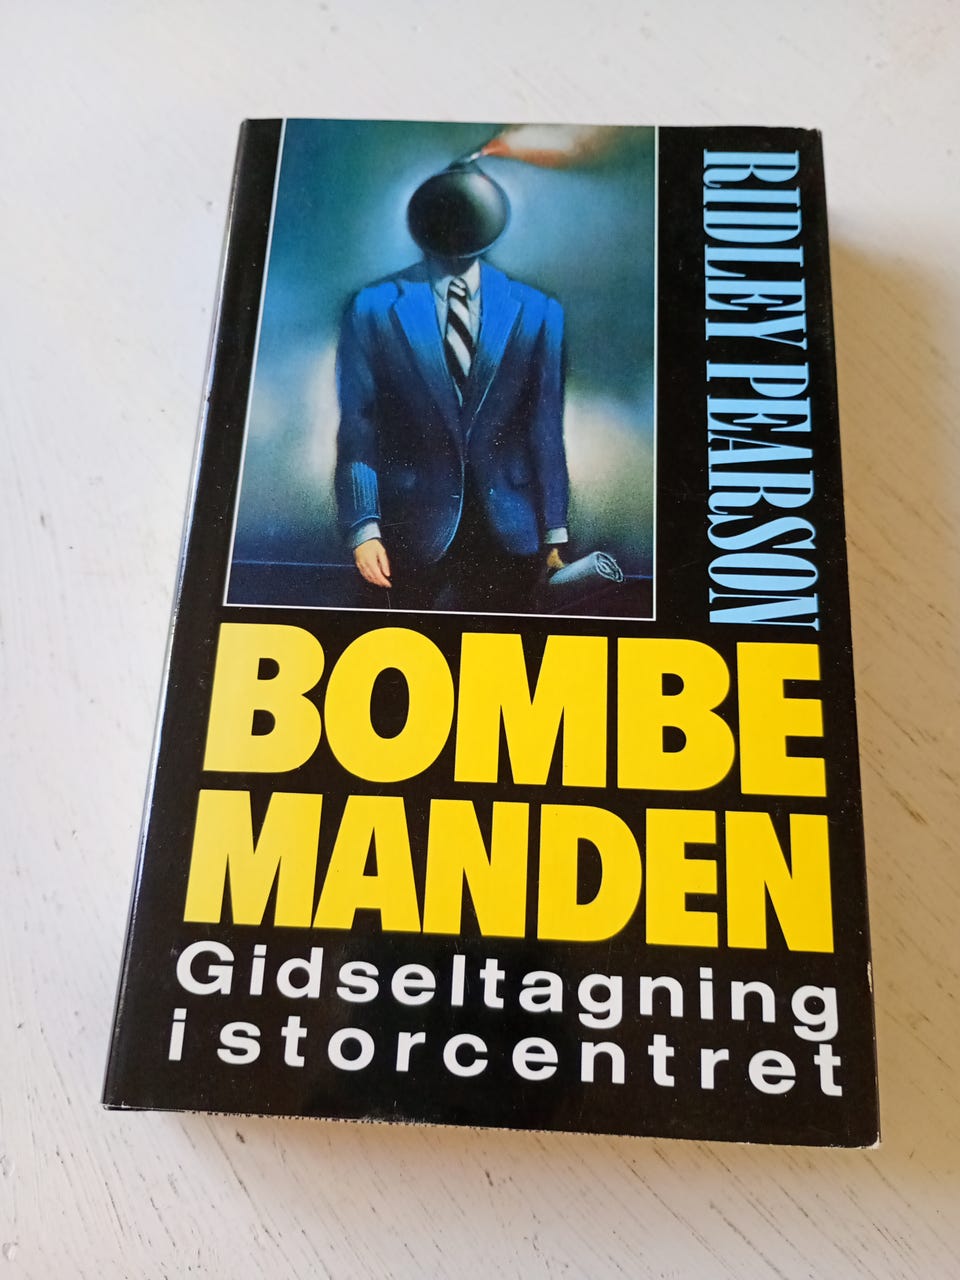 RIDLEY PEARSON
BOMBE
MANDEN
Gidseltagning
i storcentret